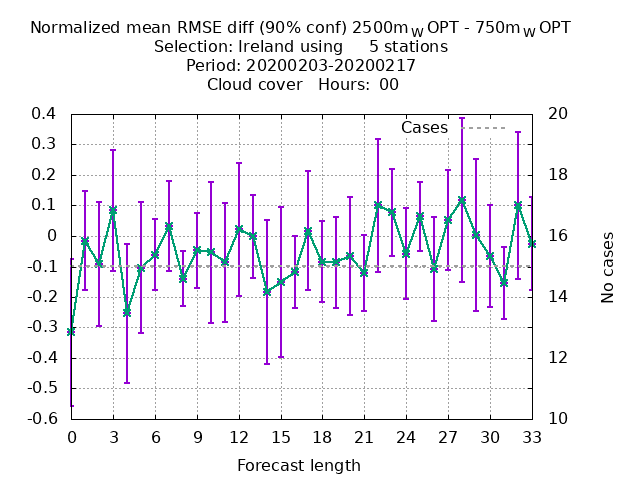 Normalized mean RMSE diff (90% conf) 2500m W OPT - 750m W OPT
Selection: Ireland using 5 stations
Period: 20200203-20200217
Cloud cover Hours: 00
0.4 20
Cases
0.3
0.2 18
0.1
0 16
-0.1
-0.2 14
-0.3
-0.4 12
-0.5
-0.6 10
No cases
0 3 6 9 12 15 18 21 24 27 30 33
Forecast length